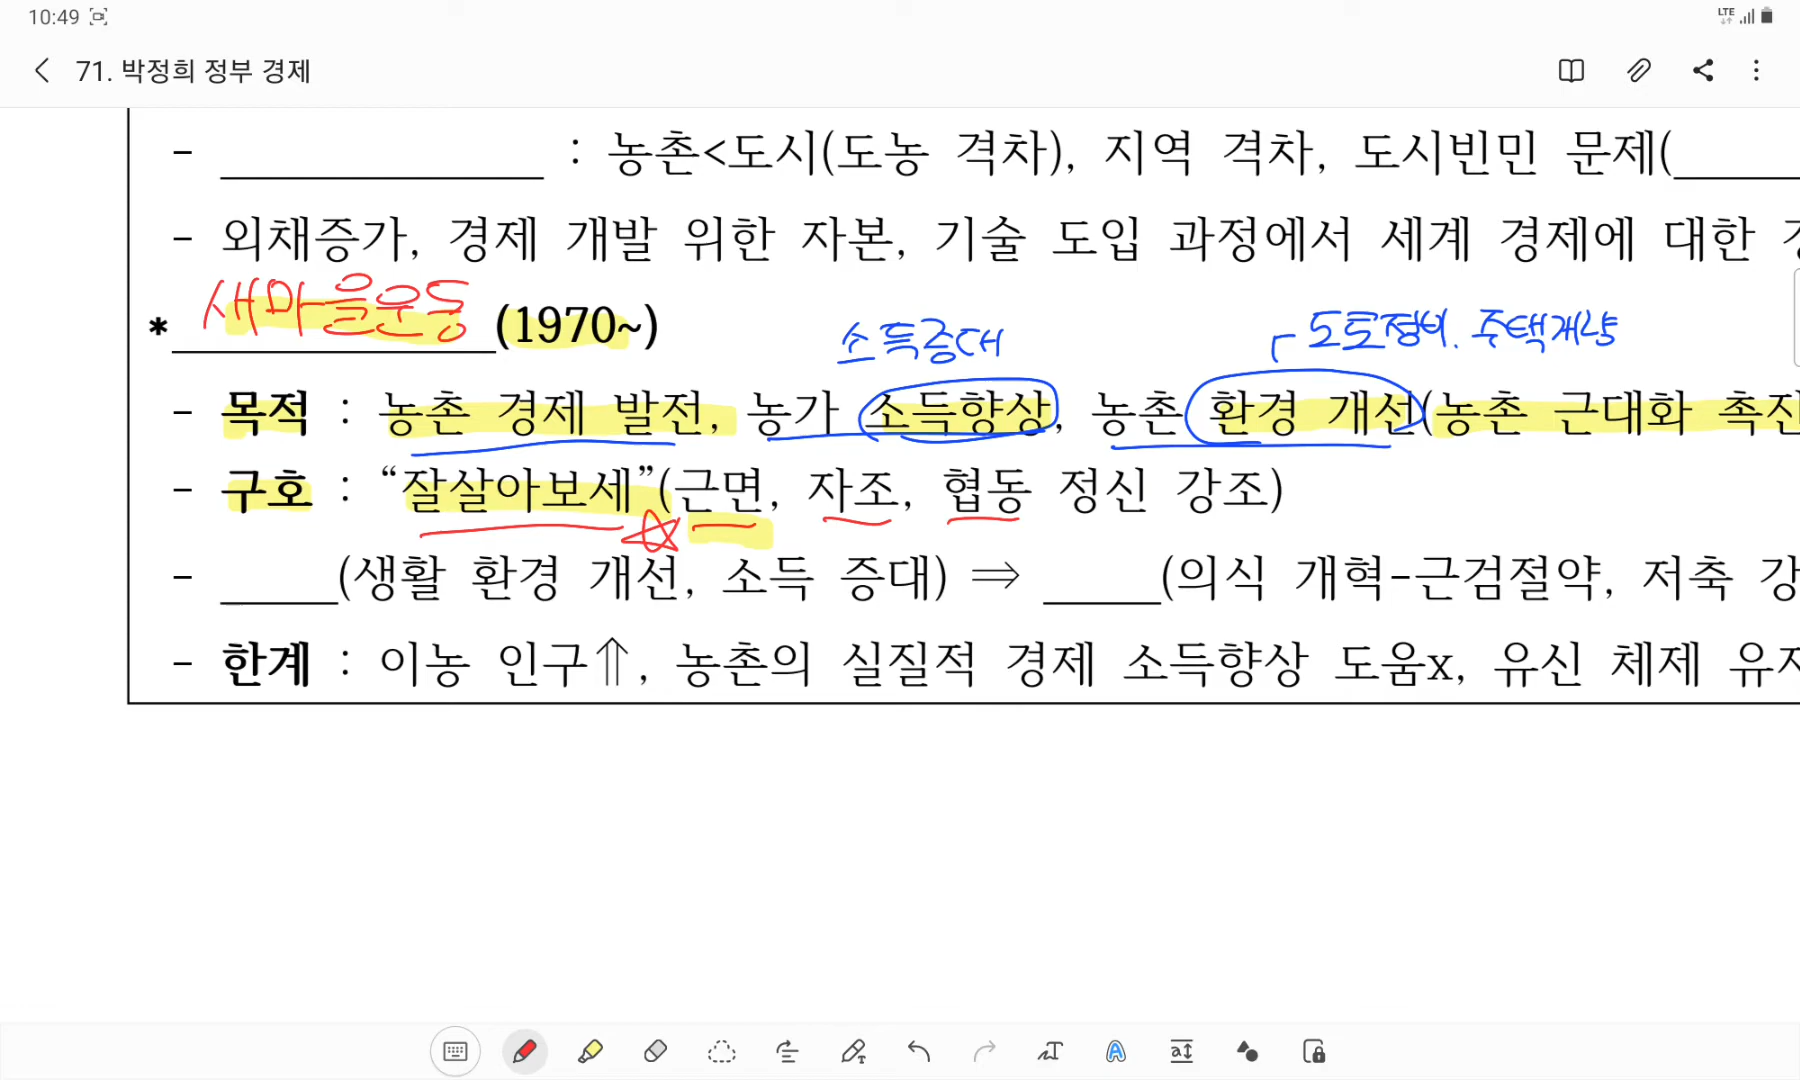 10:49
LTE
71. 박정희 정부 경제
- : 농촌<도시(도농 격차), 지역 격차, 도시빈민 문제(
- 외채증가, 경제 개발 위한 자본, 기술 도입 과정에서 세계 경제에 대한
* 새마을운동 (1970~)
소득증대
도로정비. 주택개량
- 목적 : 농촌 경제 발전, 농가 소득향상, 농촌 환경 개선(농촌 근대화 촉진
- 구호 : “잘살아보세”(근면, 자조, 협동 정신 강조)
- (생활 환경 개선, 소득 증대) ⇒ (의식 개혁-근검절약, 저축 강
- 한계 : 이농 인구⇑, 농촌의 실질적 경제 소득향상 도움x, 유신 체제 유지